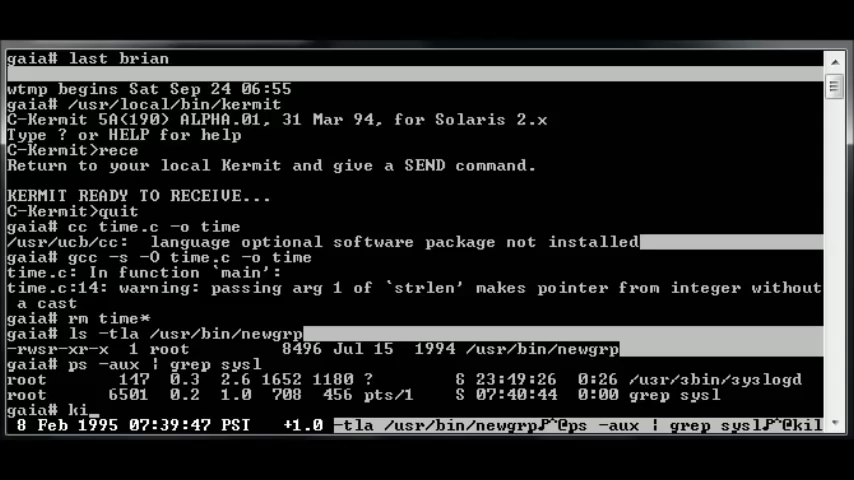 gaia# last brian
wtmp begins Sat Sep 24 06:55
gaia# /usr/local/bin/kermit
C-Kermit 5A(190) ALPHA.01, 31 Mar 94, for Solaris 2.x
Type ? or HELP for help
C-Kermit>rece
Return to your local Kermit and give a SEND command.
KERMIT READY TO RECEIVE...
C-Kermit>quit
gaia# cc time.c -o time
/usr/ucb/cc:  language optional software package not installed
gaia# gcc -s -O time.c -o time
time.c: In function `main':
time.c:14: warning: passing arg 1 of `strlen' makes pointer from integer without
a cast
gaia# rm time*
gaia# ls -tla /usr/bin/newgrp
-rwsr-xr-x  1 root         8496 Jul 15  1994 /usr/bin/newgrp
gaia# ps -aux | grep sysl
root       147  0.3  2.6 1652 1180 ?        S 23:49:26  0:26 /usr/sbin/syslogd
root      6501  0.2  1.0  708  456 pts/1    S 07:40:44  0:00 grep sysl
gaia# ki_
8 Feb 1995 07:39:47 PSI    +1.0 -tla /usr/bin/newgrp♪^@ps -aux | grep sysl♪^@kil